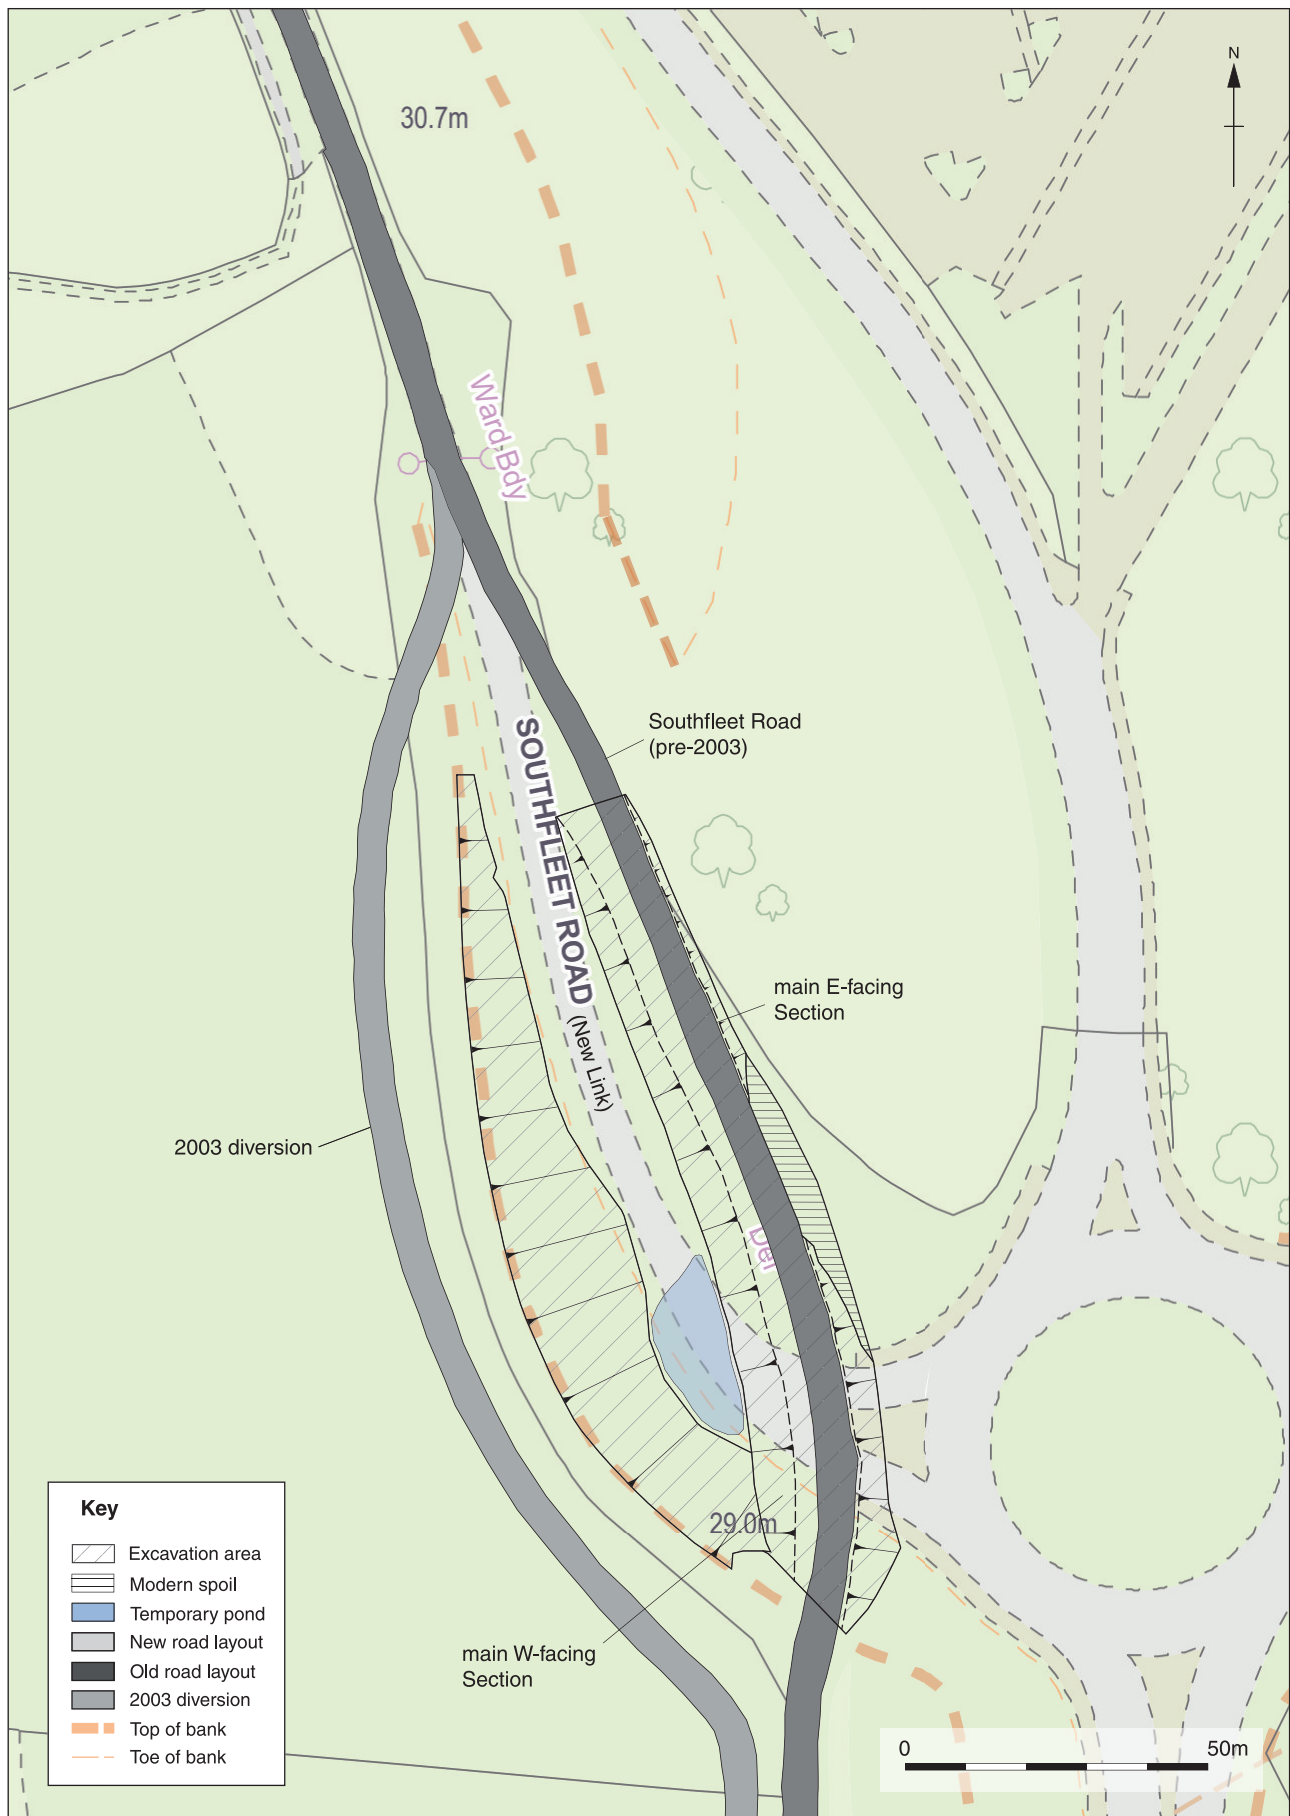 N
30.7m
Ward Bdy
Southfleet Road
(pre-2003)
SOUTHFLEET ROAD (New Link)
main E-facing
Section
2003 diversion
Def
29.0m
main W-facing
Section
Key
Excavation area
Modern spoil
Temporary pond
New road layout
Old road layout
2003 diversion
Top of bank
Toe of bank
0 50m